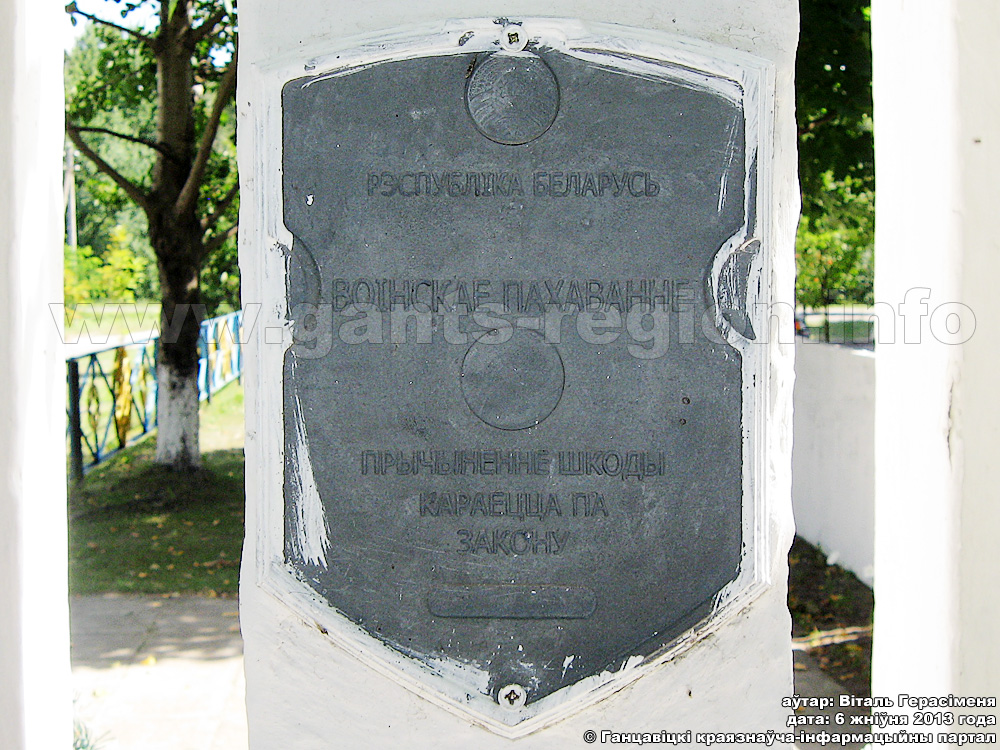 РЭСПУБЛІКА БЕЛАРУСЬ
ВОІНСКАЕ ПАХАВАННЕ
www.gants-region.info
ПРЫЧЫНЕННЕ ШКОДЫ
КАРАЕЦЦА ПА
ЗАКОНУ
аўтар: Віталь Герасіменя
дата: 6 жніўня 2013 года
© Ганцавіцкі краязнаўча-інфармацыйны партал